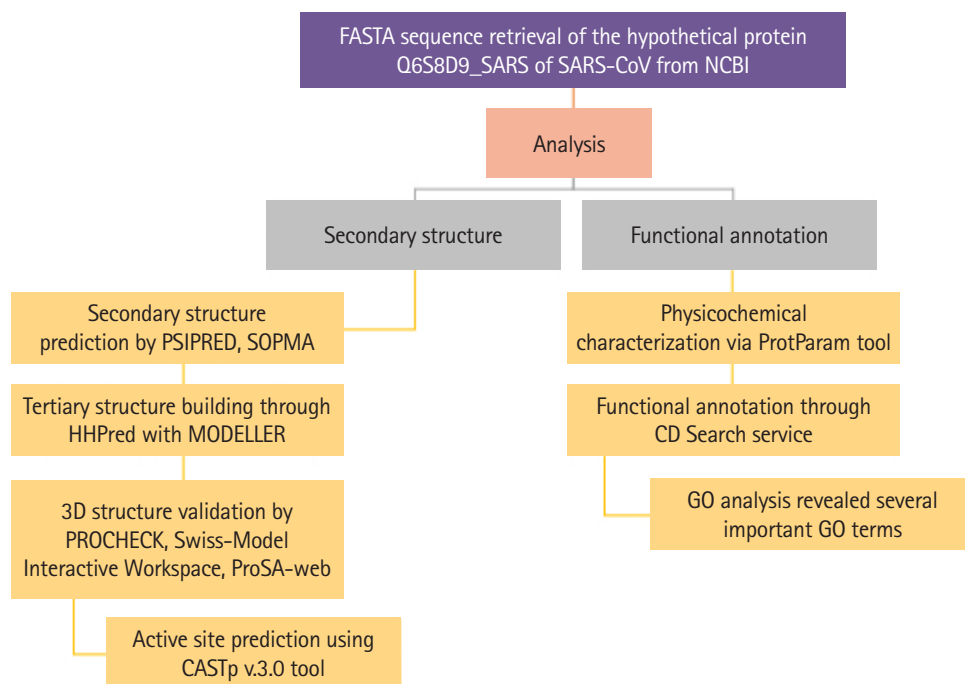 FASTA sequence retrieval of the hypothetical protein
Q6S8D9_SARS of SARS-CoV from NCBI
Analysis
Secondary structure
Functional annotation
Secondary structure
prediction by PSIPRED, SOPMA
Tertiary structure building through
HHPred with MODELLER
3D structure validation by
PROCHECK, Swiss-Model
Interactive Workspace, ProSA-web
Active site prediction using
CASTp v.3.0 tool
Physicochemical
characterization via ProtParam tool
Functional annotation through
CD Search service
GO analysis revealed several
important GO terms